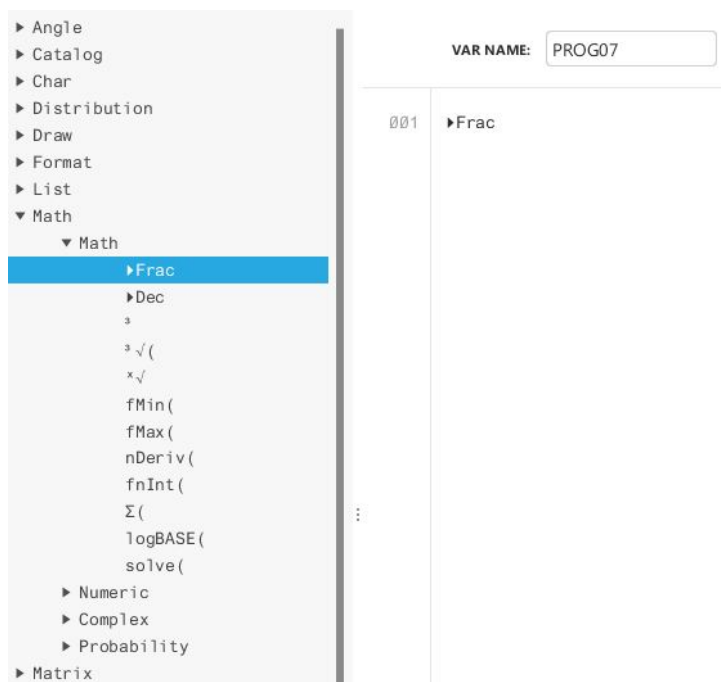 ▶ Angle
▶ Catalog
▶ Char
▶ Distribution
▶ Draw
▶ Format
▶ List
▼ Math
▼ Math
▶Frac
▶Dec
³
³√(
ˣ√
fMin(
fMax(
nDeriv(
fnInt(
Σ(
logBASE(
solve(
▶ Numeric
▶ Complex
▶ Probability
▶ Matrix
VAR NAME: PROG07
001 ▶Frac